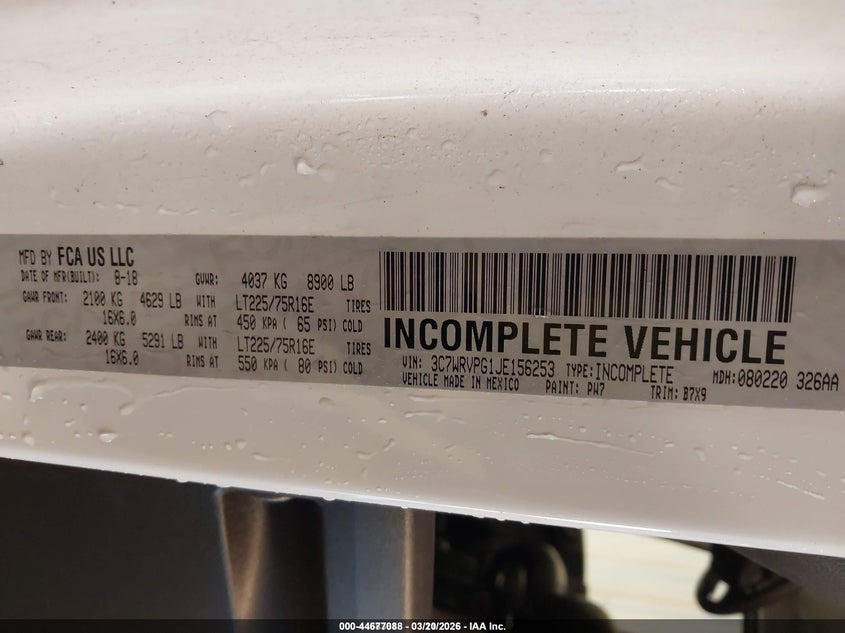 MFD BY FCA US LLC
DATE OF MFR(BUILT): 8-18 GVWR: 4037 KG 8900 LB
GAWR FRONT: 2100 KG 4629 LB WITH LT225/75R16E TIRES
16X6.0 RIMS AT 450 KPA ( 65 PSI) COLD
GAWR REAR: 2400 KG 5291 LB WITH LT225/75R16E TIRES
16X6.0 RIMS AT 550 KPA ( 80 PSI) COLD
INCOMPLETE VEHICLE
VIN: 3C7WRVPG1JE156253 TYPE: INCOMPLETE MDH: 080220 326AA
VEHICLE MADE IN MEXICO PAINT: PW7 TRIM: B7X9
000-44677088 - 03/20/2026 - IAA Inc.